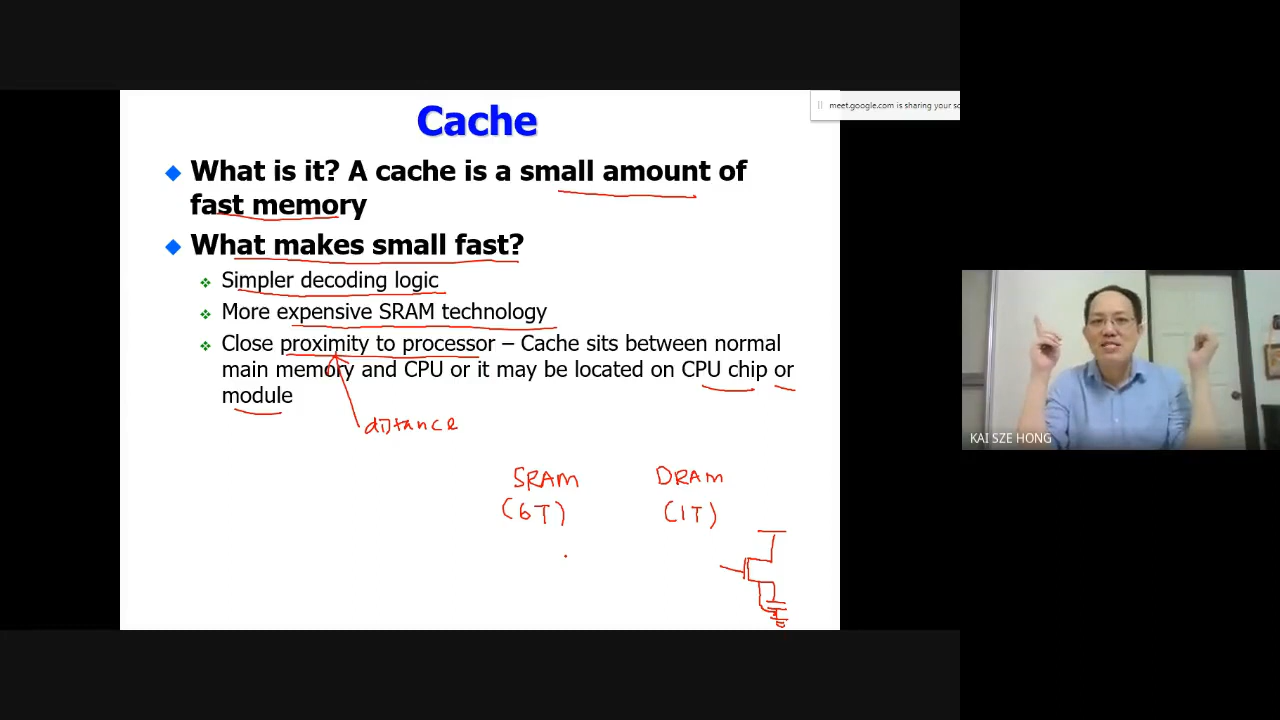 meet.google.com is sharing your sc
Cache
What is it? A cache is a small amount of
fast memory
What makes small fast?
Simpler decoding logic
More expensive SRAM technology
Close proximity to processor – Cache sits between normal
main memory and CPU or it may be located on CPU chip or
module
distance
SRAM DRAM
(6T) (1T)
KAI SZE HONG